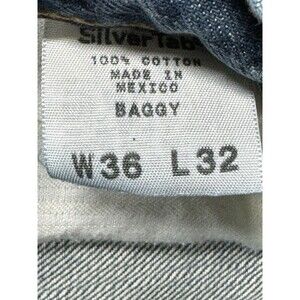 SilverTab
100% COTTON
MADE IN
MEXICO
BAGGY
W36 L32